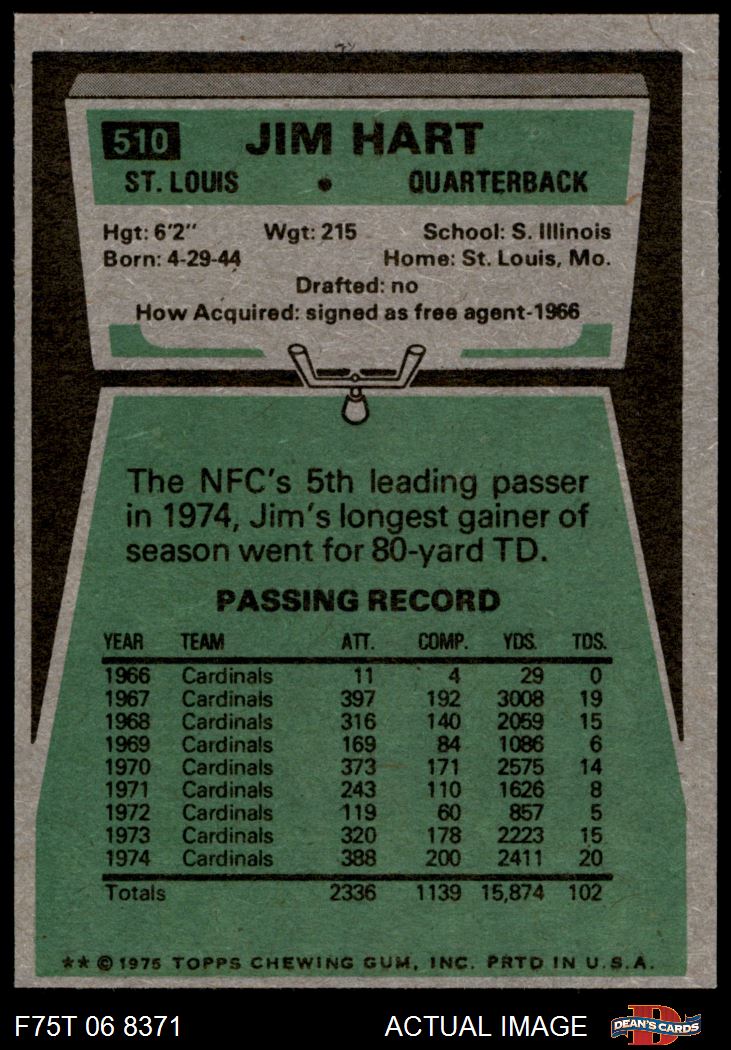 510 JIM HART
ST. LOUIS • QUARTERBACK
Hgt: 6'2" Wgt: 215 School: S. Illinois
Born: 4-29-44 Home: St. Louis, Mo.
Drafted: no
How Acquired: signed as free agent-1966
The NFC's 5th leading passer
in 1974, Jim's longest gainer of
season went for 80-yard TD.
PASSING RECORD
YEAR TEAM ATT. COMP. YDS. TDS.
1966 Cardinals 11 4 29 0
1967 Cardinals 397 192 3008 19
1968 Cardinals 316 140 2059 15
1969 Cardinals 169 84 1086 6
1970 Cardinals 373 171 2575 14
1971 Cardinals 243 110 1626 8
1972 Cardinals 119 60 857 5
1973 Cardinals 320 178 2223 15
1974 Cardinals 388 200 2411 20
Totals 2336 1139 15,874 102
** © 1975 TOPPS CHEWING GUM, INC. PRTD IN U.S.A.
F75T 06 8371 ACTUAL IMAGE D DEAN'S CARDS